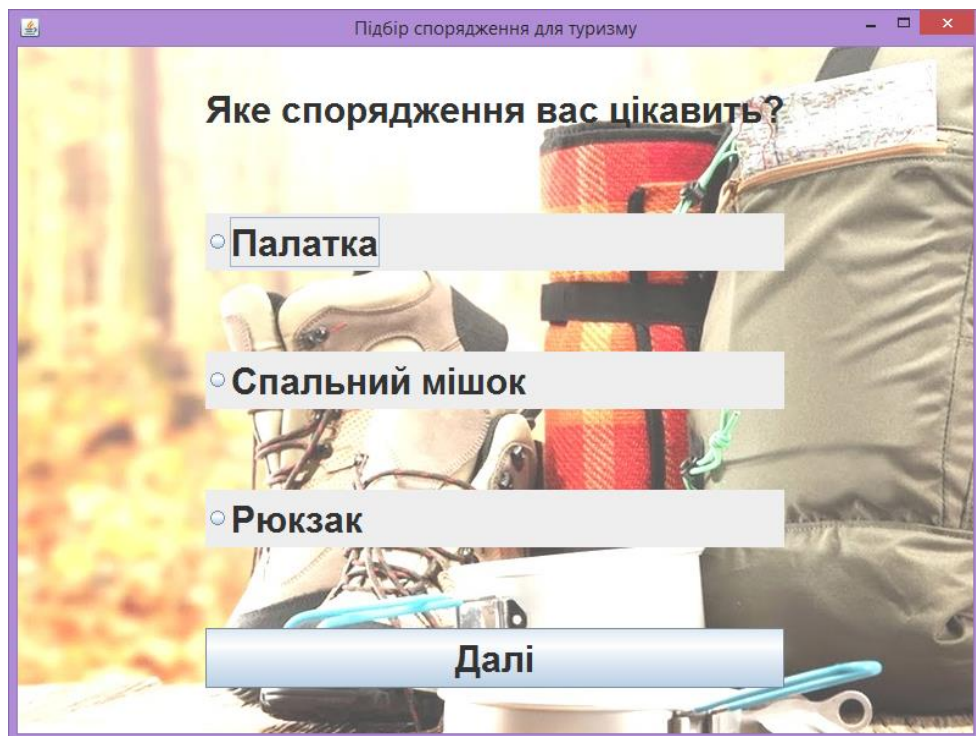 Підбір спорядження для туризму
Яке спорядження вас цікавить?
Палатка
Спальний мішок
Рюкзак
Далі